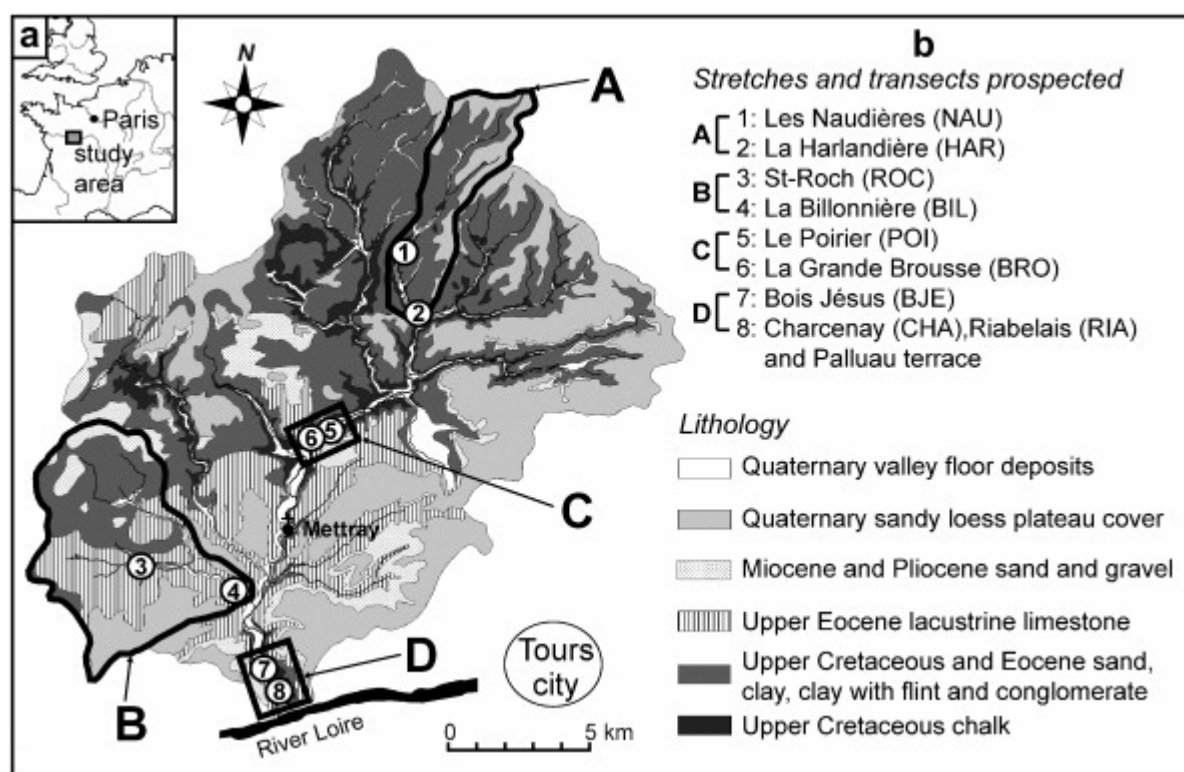 a
Paris
study
area
N
A
1
2
5
6
C
Mettray
3
4
B
7
8
D
Tours
city
River Loire
0 5 km
b
Stretches and transects prospected
A 1: Les Naudières (NAU)
2: La Harlandière (HAR)
B 3: St-Roch (ROC)
4: La Billonnière (BIL)
C 5: Le Poirier (POI)
6: La Grande Brousse (BRO)
D 7: Bois Jésus (BJE)
8: Charcenay (CHA),Riabelais (RIA)
and Palluau terrace
Lithology
Quaternary valley floor deposits
Quaternary sandy loess plateau cover
Miocene and Pliocene sand and gravel
Upper Eocene lacustrine limestone
Upper Cretaceous and Eocene sand,
clay, clay with flint and conglomerate
Upper Cretaceous chalk